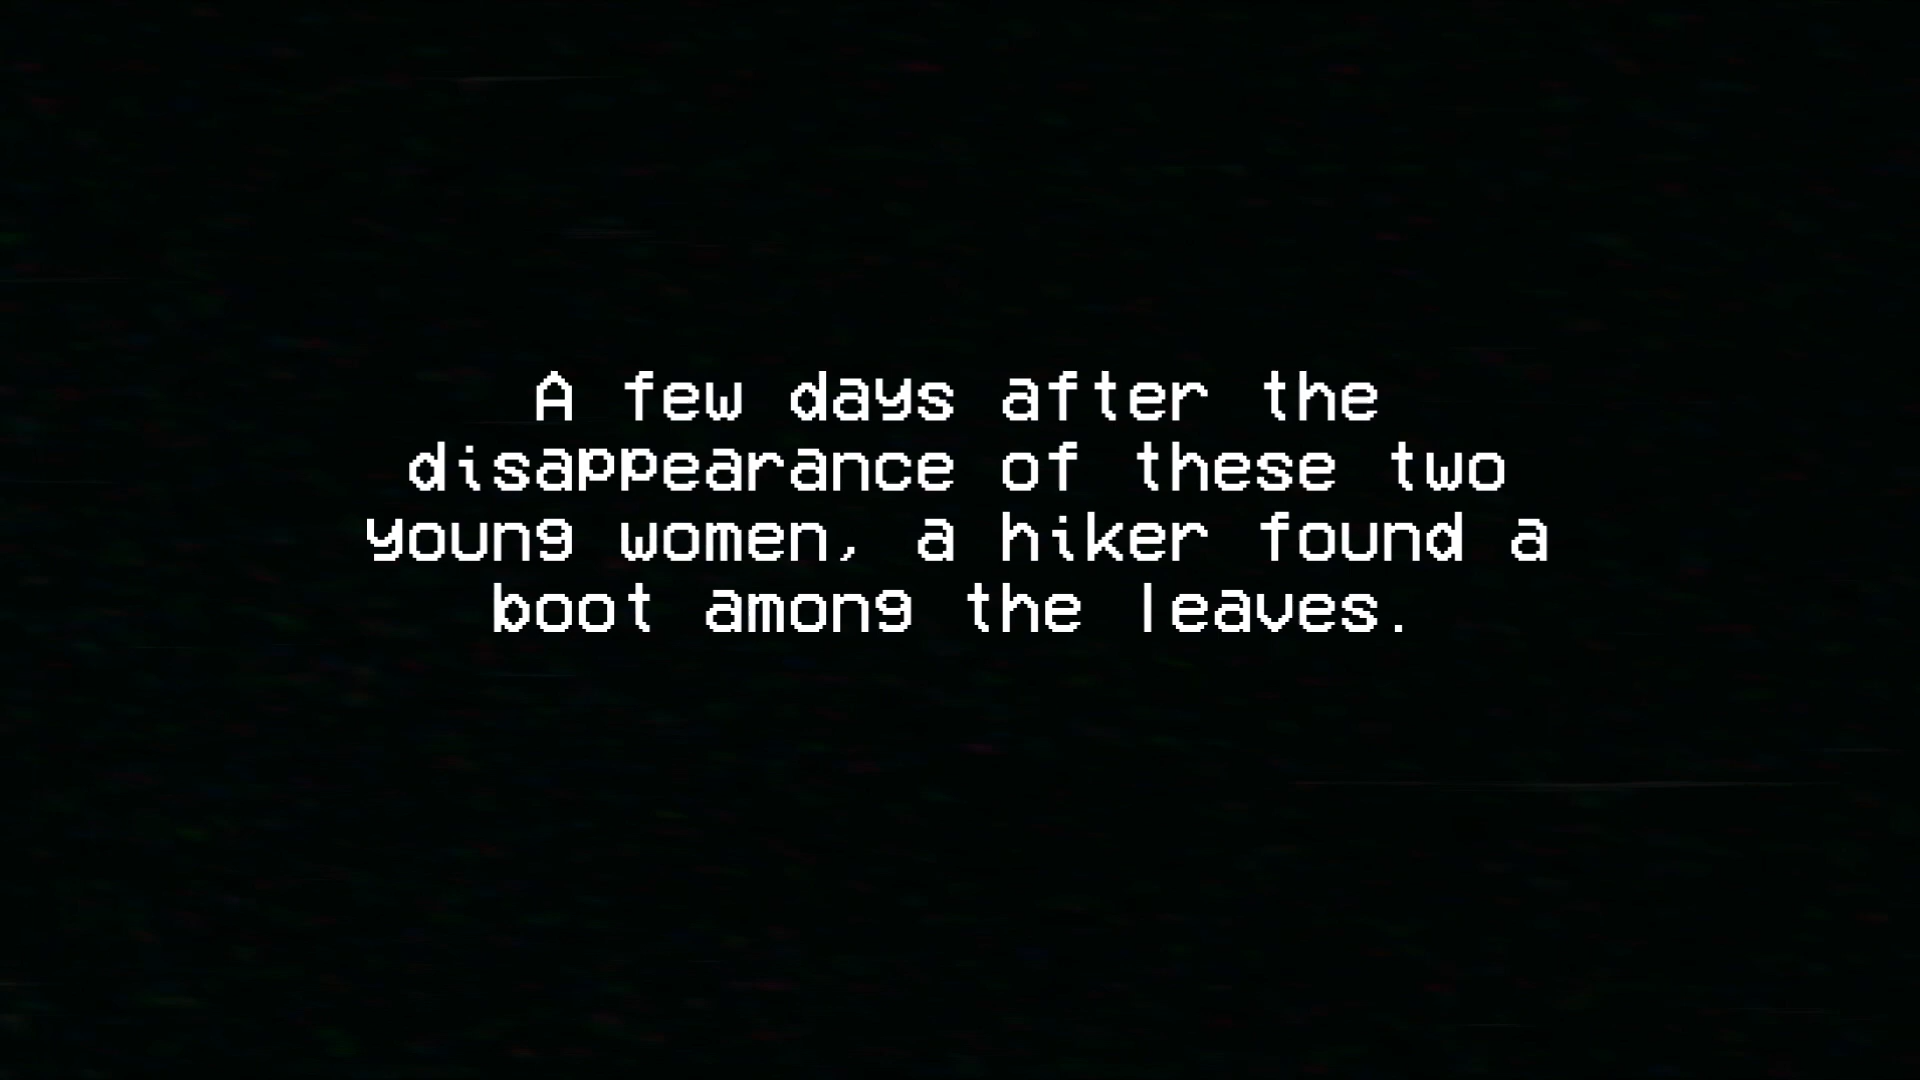 A few days after the
disappearance of these two
young women, a hiker found a
boot among the leaves.